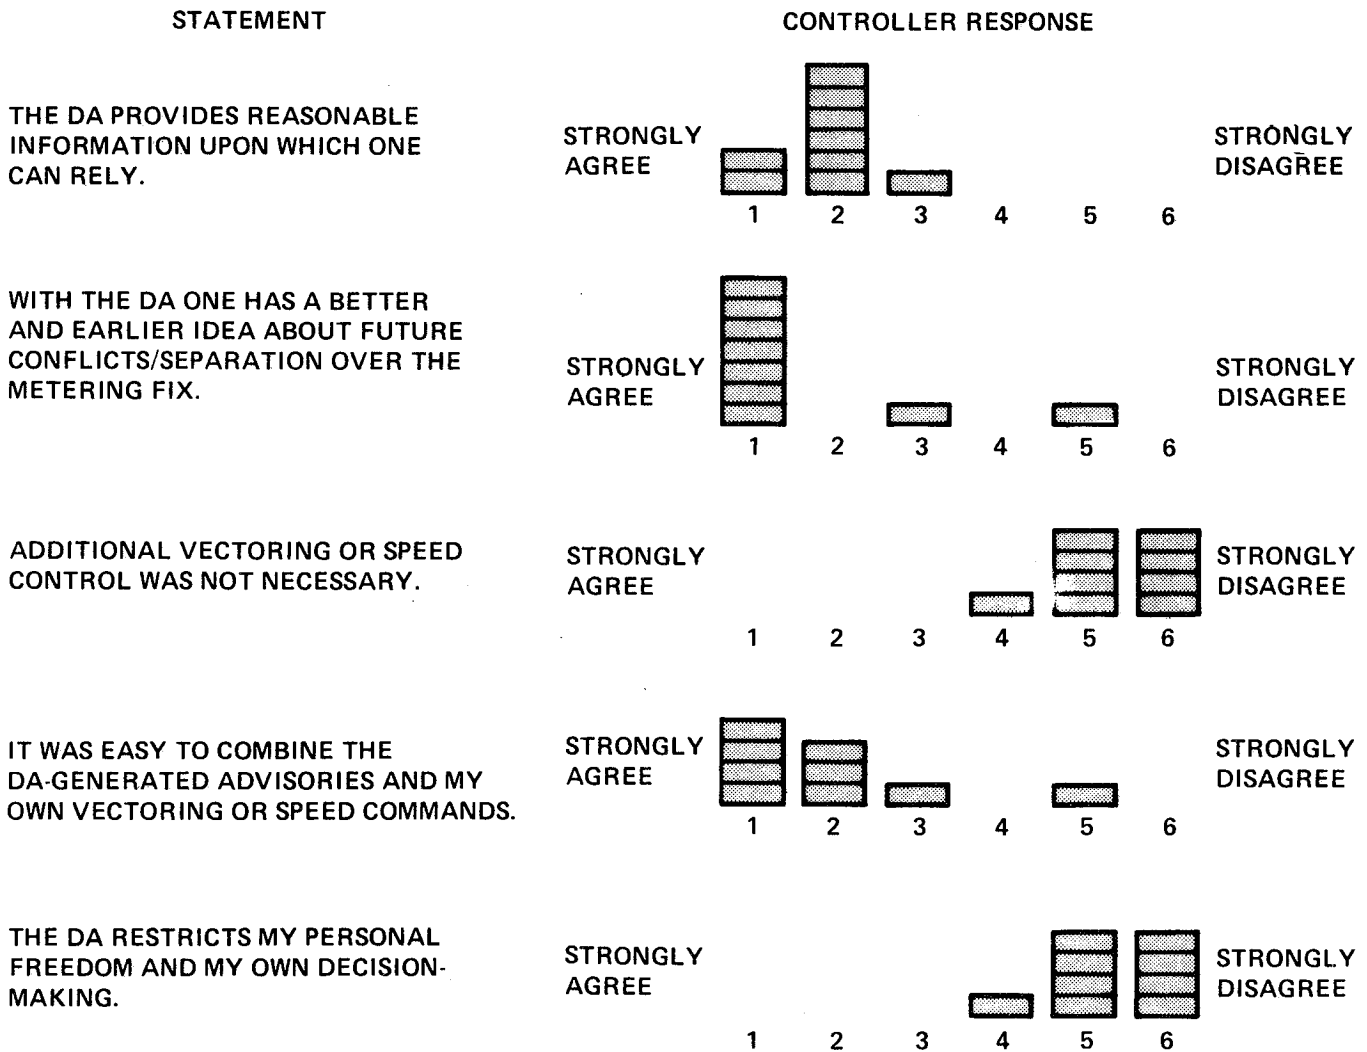 STATEMENT
CONTROLLER RESPONSE
THE DA PROVIDES REASONABLE
INFORMATION UPON WHICH ONE
CAN RELY.
STRONGLY
AGREE
STRONGLY
DISAGREE
1 2 3 4 5 6
WITH THE DA ONE HAS A BETTER
AND EARLIER IDEA ABOUT FUTURE
CONFLICTS/SEPARATION OVER THE
METERING FIX.
STRONGLY
AGREE
STRONGLY
DISAGREE
1 2 3 4 5 6
ADDITIONAL VECTORING OR SPEED
CONTROL WAS NOT NECESSARY.
STRONGLY
AGREE
STRONGLY
DISAGREE
1 2 3 4 5 6
IT WAS EASY TO COMBINE THE
DA-GENERATED ADVISORIES AND MY
OWN VECTORING OR SPEED COMMANDS.
STRONGLY
AGREE
STRONGLY
DISAGREE
1 2 3 4 5 6
THE DA RESTRICTS MY PERSONAL
FREEDOM AND MY OWN DECISION-
MAKING.
STRONGLY
AGREE
STRONGLY
DISAGREE
1 2 3 4 5 6